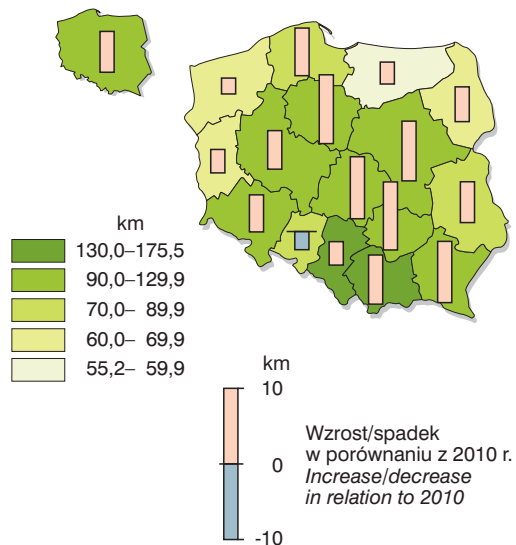 km
130,0–175,5
90,0–129,9
70,0– 89,9
60,0– 69,9
55,2– 59,9
km
10
0
-10
Wzrost/spadek
w porównaniu z 2010 r.
Increase/decrease
in relation to 2010